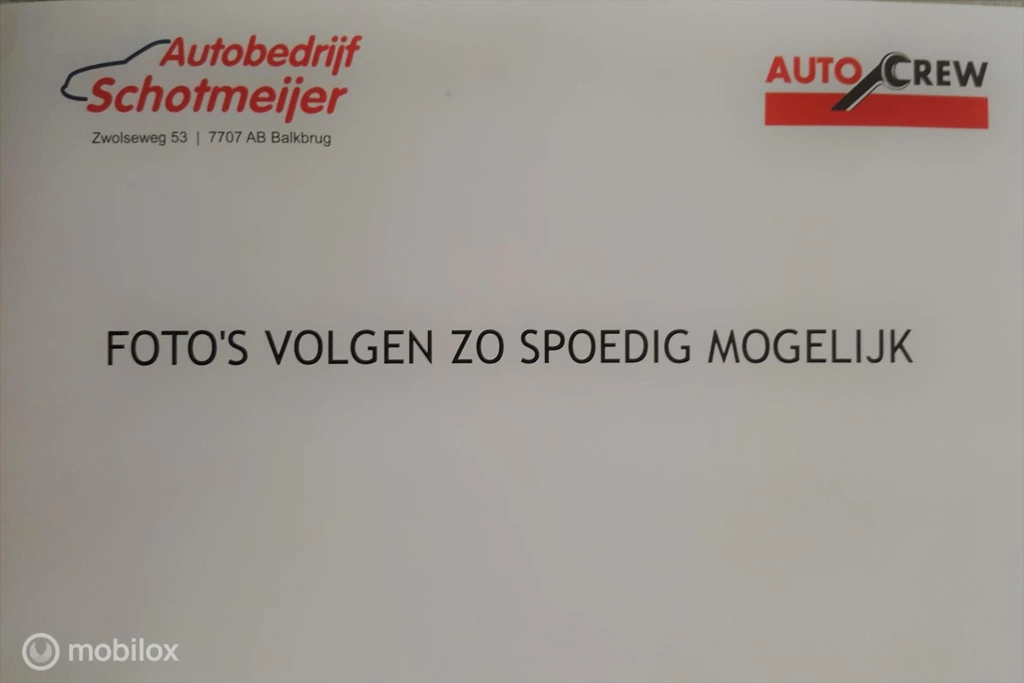 Autobedrijf
Schotmeijer
Zwolseweg 53 | 7707 AB Balkbrug
AUTO CREW
FOTO'S VOLGEN ZO SPOEDIG MOGELIJK
mobilox